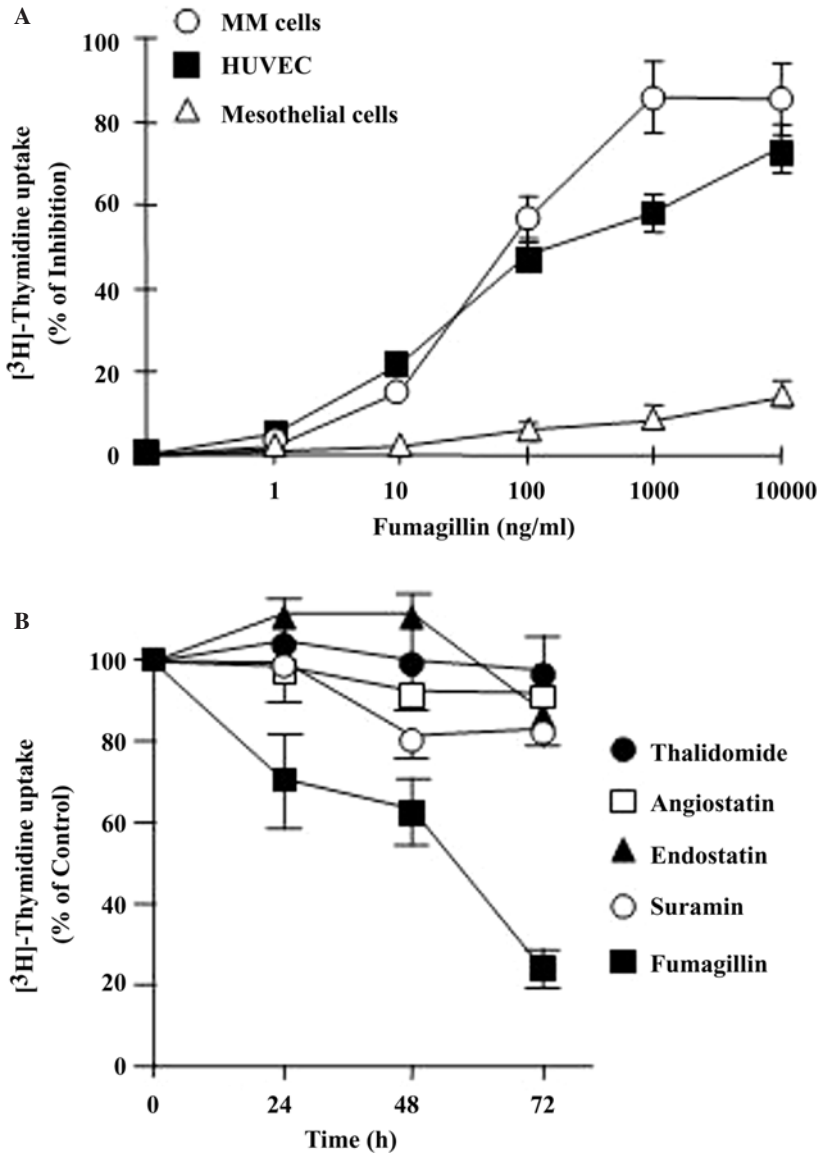 A
MM cells
HUVEC
Mesothelial cells
[3H]-Thymidine uptake
(% of Inhibition)
100
80
60
40
20
0
1 10 100 1000 10000
Fumagillin (ng/ml)
B
[3H]-Thymidine uptake
(% of Control)
100
80
60
40
20
0
0 24 48 72
Time (h)
Thalidomide
Angiostatin
Endostatin
Suramin
Fumagillin